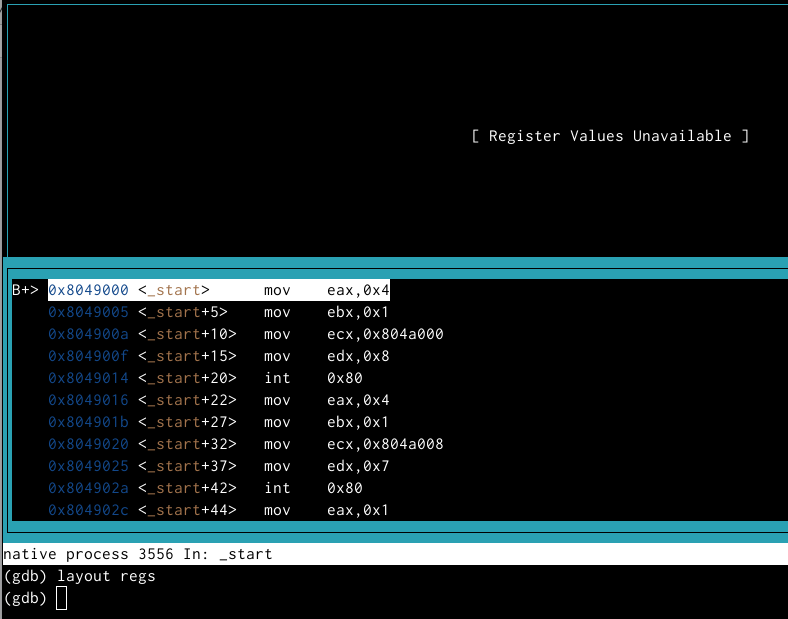 [ Register Values Unavailable ]
B+> 0x8049000 <_start>      mov    eax,0x4
    0x8049005 <_start+5>    mov    ebx,0x1
    0x804900a <_start+10>   mov    ecx,0x804a000
    0x804900f <_start+15>   mov    edx,0x8
    0x8049014 <_start+20>   int    0x80
    0x8049016 <_start+22>   mov    eax,0x4
    0x804901b <_start+27>   mov    ebx,0x1
    0x8049020 <_start+32>   mov    ecx,0x804a008
    0x8049025 <_start+37>   mov    edx,0x7
    0x804902a <_start+42>   int    0x80
    0x804902c <_start+44>   mov    eax,0x1
native process 3556 In: _start
(gdb) layout regs
(gdb)